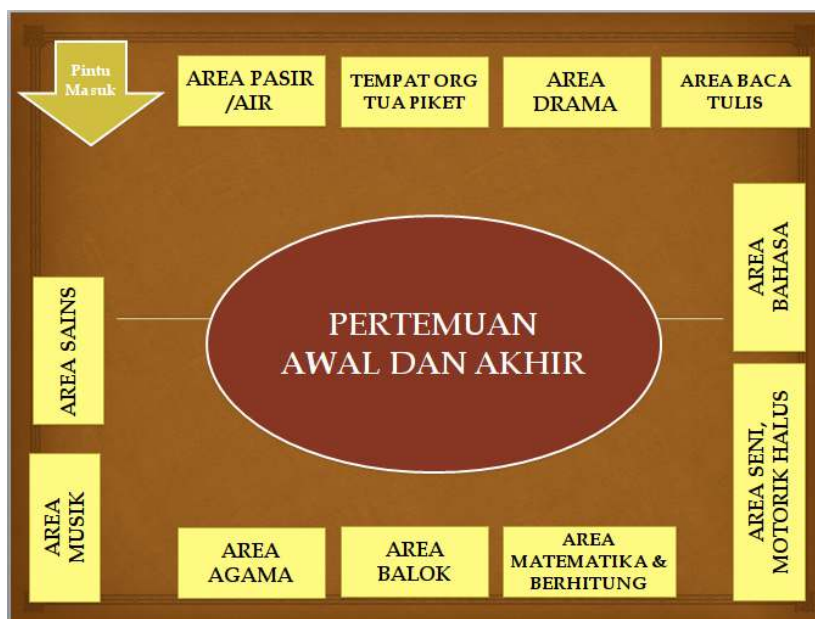 Pintu
Masuk
AREA PASIR
/AIR
TEMPAT ORG
TUA PIKET
AREA
DRAMA
AREA BACA
TULIS
AREA
BAHASA
AREA SAINS
PERTEMUAN
AWAL DAN AKHIR
AREA SENI,
MOTORIK HALUS
AREA
MUSIK
AREA
AGAMA
AREA
BALOK
AREA
MATEMATIKA &
BERHITUNG